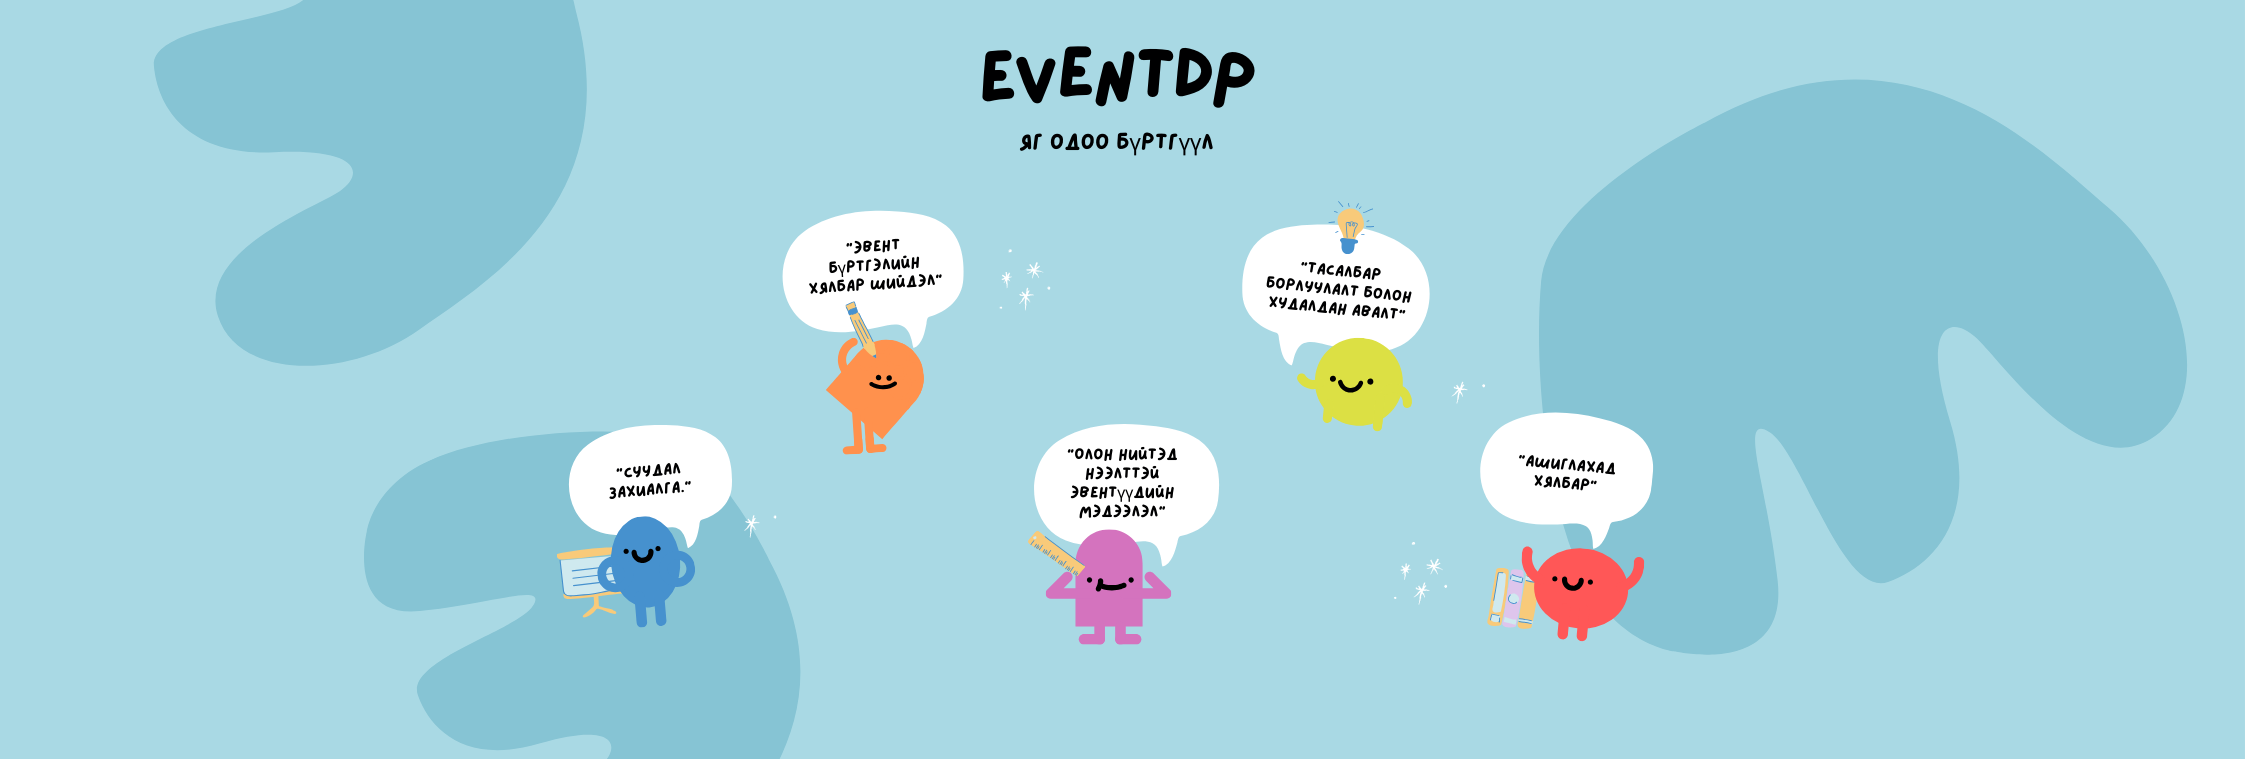 EVENTDP
ЯГ ОДОО БҮРТГҮҮЛ
"ЭВЕНТ
БҮРТГЭЛИЙН
ХЯЛБАР ШИЙДЭЛ"
"ТАСАЛБАР
БОРЛУУЛАЛТ БОЛОН
ХУДАЛДАН АВАЛТ"
"СУУДАЛ
ЗАХИАЛГА."
"ОЛОН НИЙТЭД
НЭЭЛТТЭЙ
ЭВЕНТҮҮДИЙН
МЭДЭЭЛЭЛ"
"АШИГЛАХАД
ХЯЛБАР"